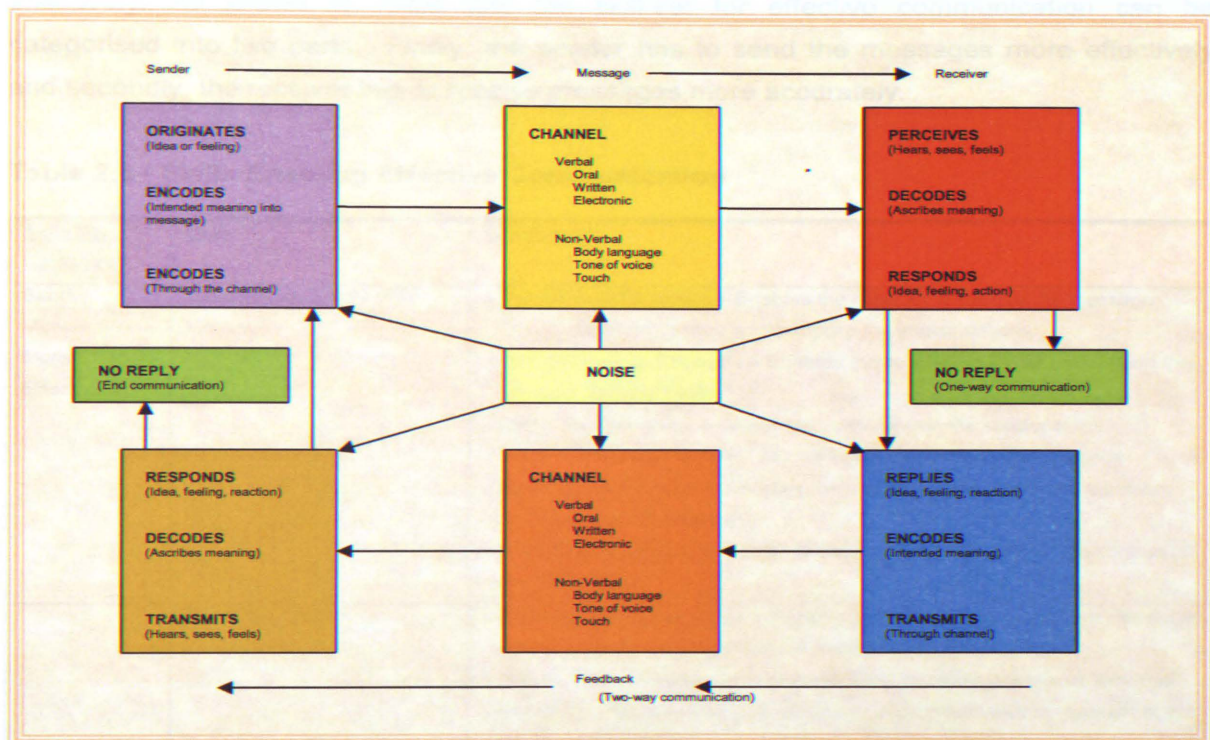 Sender
Message
Receiver
ORIGINATES
(Idea or feeling)
ENCODES
(Intended meaning into
message)
ENCODES
(Through the channel)
CHANNEL
Verbal
Oral
Written
Electronic
Non-Verbal
Body language
Tone of voice
Touch
PERCEIVES
(Hears, sees, feels)
DECODES
(Ascribes meaning)
RESPONDS
(Idea, feeling, action)
NO REPLY
(End communication)
NOISE
NO REPLY
(One-way communication)
RESPONDS
(Idea, feeling, reaction)
DECODES
(Ascribes meaning)
TRANSMITS
(Hears, sees, feels)
CHANNEL
Verbal
Oral
Written
Electronic
Non-Verbal
Body language
Tone of voice
Touch
REPLIES
(Idea, feeling, reaction)
ENCODES
(Intended meaning)
TRANSMITS
(Through channel)
Feedback
(Two-way communication)